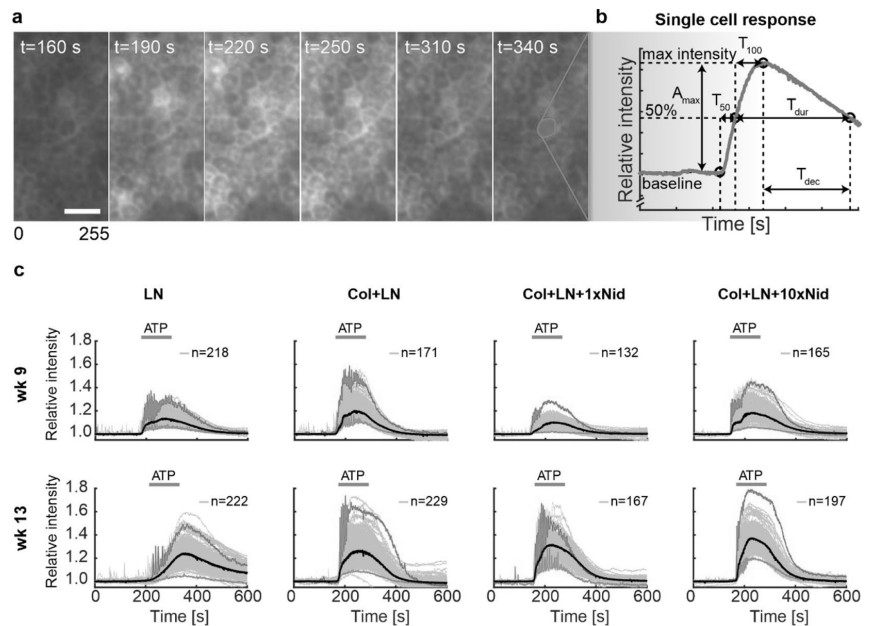 a
t=160 s t=190 s t=220 s t=250 s t=310 s t=340 s
0 255
b
Single cell response
Relative intensity
max intensity
T100
Amax
T50
50%
Tdur
baseline
Tdec
Time [s]
c
LN Col+LN Col+LN+1xNid Col+LN+10xNid
wk 9
Relative intensity
1.8
1.6
1.4
1.2
1.0
ATP
n=218
ATP
n=171
ATP
n=132
ATP
n=165
wk 13
Relative intensity
1.8
1.6
1.4
1.2
1.0
ATP
n=222
ATP
n=229
ATP
n=167
ATP
n=197
0 200 400 600 0 200 400 600 0 200 400 600 0 200 400 600
Time [s] Time [s] Time [s] Time [s]